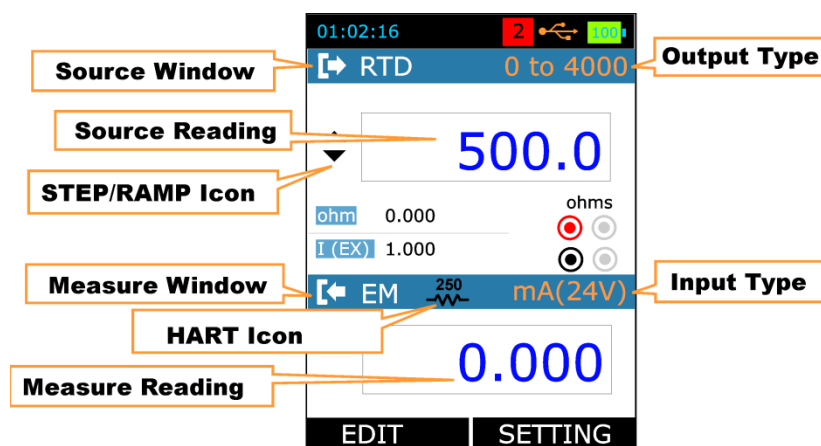 01:02:16 2 100
Source Window
RTD 0 to 4000
Output Type
Source Reading
500.0
STEP/RAMP Icon
ohm 0.000
ohms
I (EX) 1.000
Measure Window
EM 250 mA(24V)
Input Type
HART Icon
0.000
Measure Reading
EDIT SETTING